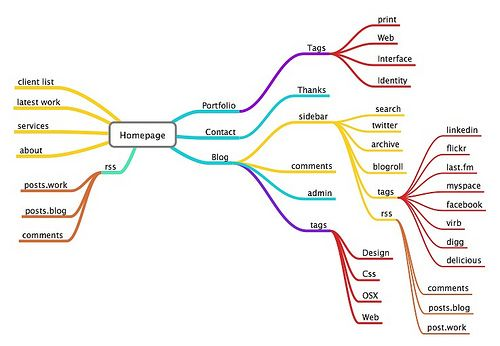 print
Web
Tags
Interface
Identity
client list
latest work
services
about
Homepage
rss
posts.work
posts.blog
comments
Portfolio
Contact
Blog
Thanks
sidebar
comments
admin
tags
search
twitter
archive
blogroll
tags
rss
linkedin
flickr
last.fm
myspace
facebook
virb
digg
delicious
comments
posts.blog
post.work
Design
Css
OSX
Web